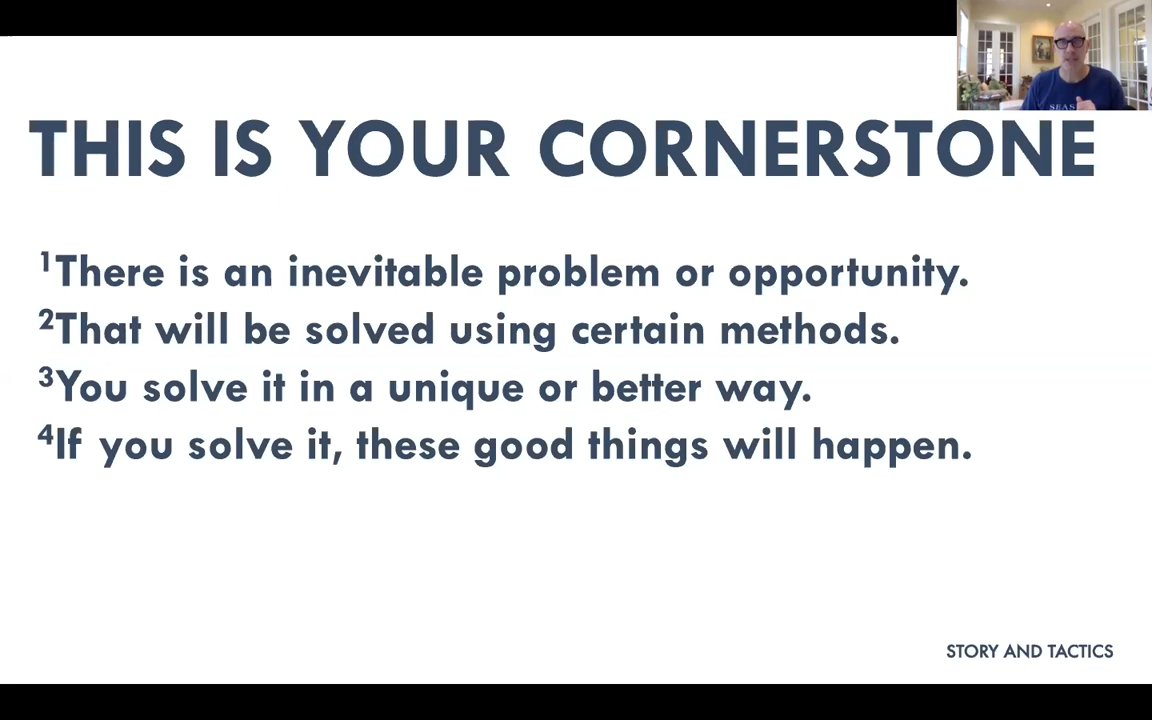 THIS IS YOUR CORNERSTONE
¹There is an inevitable problem or opportunity.
²That will be solved using certain methods.
³You solve it in a unique or better way.
⁴If you solve it, these good things will happen.
STORY AND TACTICS